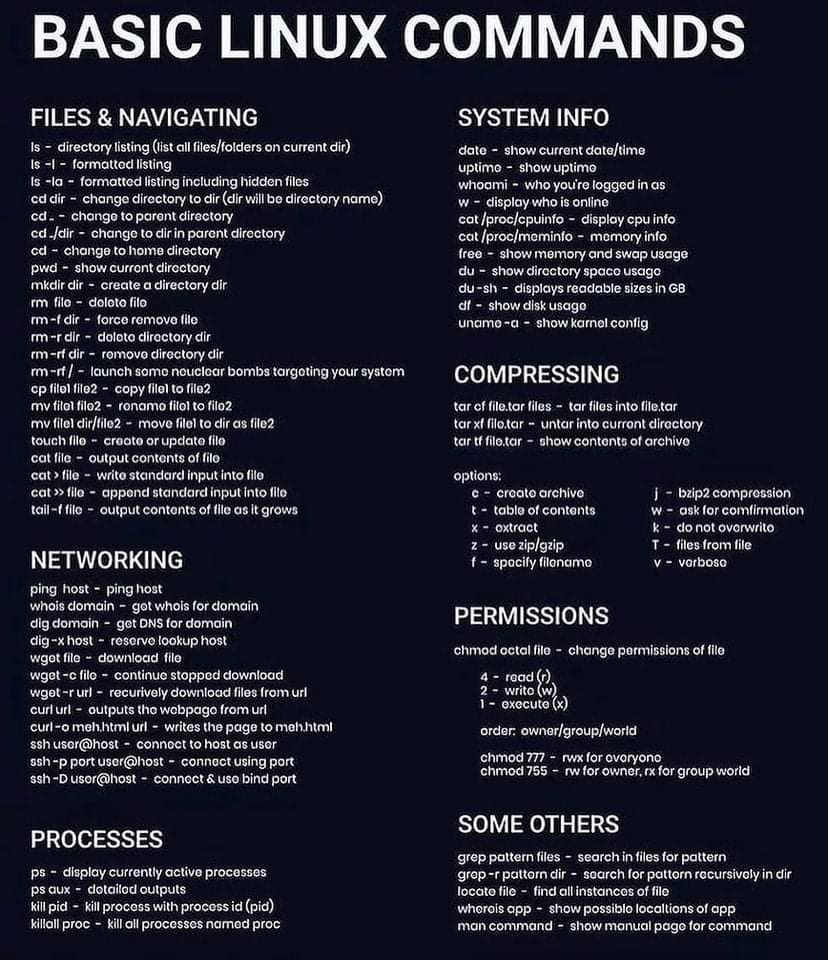 BASIC LINUX COMMANDS
FILES & NAVIGATING
ls - directory listing (list all files/folders on current dir)
ls -l - formatted listing
ls -la - formatted listing including hidden files
cd dir - change directory to dir (dir will be directory name)
cd .. - change to parent directory
cd ../dir - change to dir in parent directory
cd - change to home directory
pwd - show current directory
mkdir dir - create a directory dir
rm file - delete file
rm -f dir - force remove file
rm -r dir - delete directory dir
rm -rf dir - remove directory dir
rm -rf / - launch some neuclear bombs targeting your system
cp file1 file2 - copy file1 to file2
mv file1 file2 - rename file1 to file2
mv file1 dir/file2 - move file1 to dir as file2
touch file - create or update file
cat file - output contents of file
cat > file - write standard input into file
cat >> file - append standard input into file
tail -f file - output contents of file as it grows
NETWORKING
ping host - ping host
whois domain - get whois for domain
dig domain - get DNS for domain
dig -x host - reserve lookup host
wget file - download file
wget -c file - continue stopped download
wget -r url - recurively download files from url
curl url - outputs the webpage from url
curl -o meh.html url - writes the page to meh.html
ssh user@host - connect to host as user
ssh -p port user@host - connect using port
ssh -D user@host - connect & use bind port
PROCESSES
ps - display currently active processes
ps aux - detailed outputs
kill pid - kill process with process id (pid)
killall proc - kill all processes named proc
SYSTEM INFO
date - show current date/time
uptime - show uptime
whoami - who you're logged in as
w - display who is online
cat /proc/cpuinfo - display cpu info
cat /proc/meminfo - memory info
free - show memory and swap usage
du - show directory space usage
du -sh - displays readable sizes in GB
df - show disk usage
uname -a - show karnel config
COMPRESSING
tar cf file.tar files - tar files into file.tar
tar xf file.tar - untar into current directory
tar tf file.tar - show contents of archive
options:
c - create archive
t - table of contents
x - extract
z - use zip/gzip
f - specify filename
j - bzip2 compression
w - ask for comfirmation
k - do not overwrite
T - files from file
v - verbose
PERMISSIONS
chmod octal file - change permissions of file
4 - read (r)
2 - write (w)
1 - execute (x)
order: owner/group/world
chmod 777 - rwx for everyone
chmod 755 - rw for owner, rx for group world
SOME OTHERS
grep pattern files - search in files for pattern
grep -r pattern dir - search for pattern recursively in dir
locate file - find all instances of file
whereis app - show possible localtions of app
man command - show manual page for command